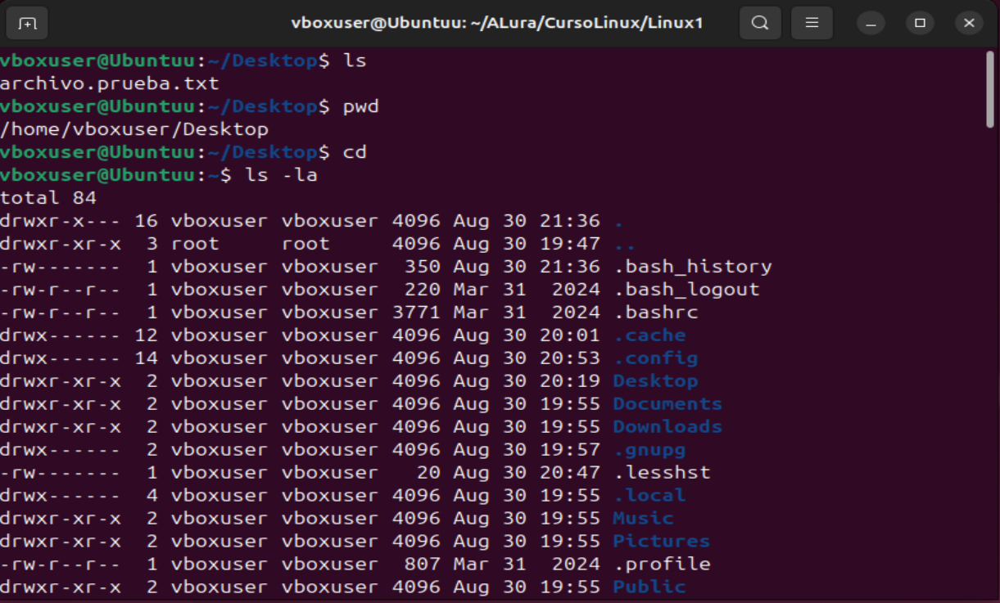 vboxuser@Ubuntuu: ~/ALura/CursoLinux/Linux1
vboxuser@Ubuntuu:~/Desktop$ ls
archivo.prueba.txt
vboxuser@Ubuntuu:~/Desktop$ pwd
/home/vboxuser/Desktop
vboxuser@Ubuntuu:~/Desktop$ cd
vboxuser@Ubuntuu:~$ ls -la
total 84
drwxr-x--- 16 vboxuser vboxuser 4096 Aug 30 21:36 .
drwxr-xr-x  3 root     root     4096 Aug 30 19:47 ..
-rw-------  1 vboxuser vboxuser  350 Aug 30 21:36 .bash_history
-rw-r--r--  1 vboxuser vboxuser  220 Mar 31  2024 .bash_logout
-rw-r--r--  1 vboxuser vboxuser 3771 Mar 31  2024 .bashrc
drwx------ 12 vboxuser vboxuser 4096 Aug 30 20:01 .cache
drwx------ 14 vboxuser vboxuser 4096 Aug 30 20:53 .config
drwxr-xr-x  2 vboxuser vboxuser 4096 Aug 30 20:19 Desktop
drwxr-xr-x  2 vboxuser vboxuser 4096 Aug 30 19:55 Documents
drwxr-xr-x  2 vboxuser vboxuser 4096 Aug 30 19:55 Downloads
drwx------  2 vboxuser vboxuser 4096 Aug 30 19:57 .gnupg
-rw-------  1 vboxuser vboxuser   20 Aug 30 20:47 .lesshst
drwx------  4 vboxuser vboxuser 4096 Aug 30 19:55 .local
drwxr-xr-x  2 vboxuser vboxuser 4096 Aug 30 19:55 Music
drwxr-xr-x  2 vboxuser vboxuser 4096 Aug 30 19:55 Pictures
-rw-r--r--  1 vboxuser vboxuser  807 Mar 31  2024 .profile
drwxr-xr-x  2 vboxuser vboxuser 4096 Aug 30 19:55 Public